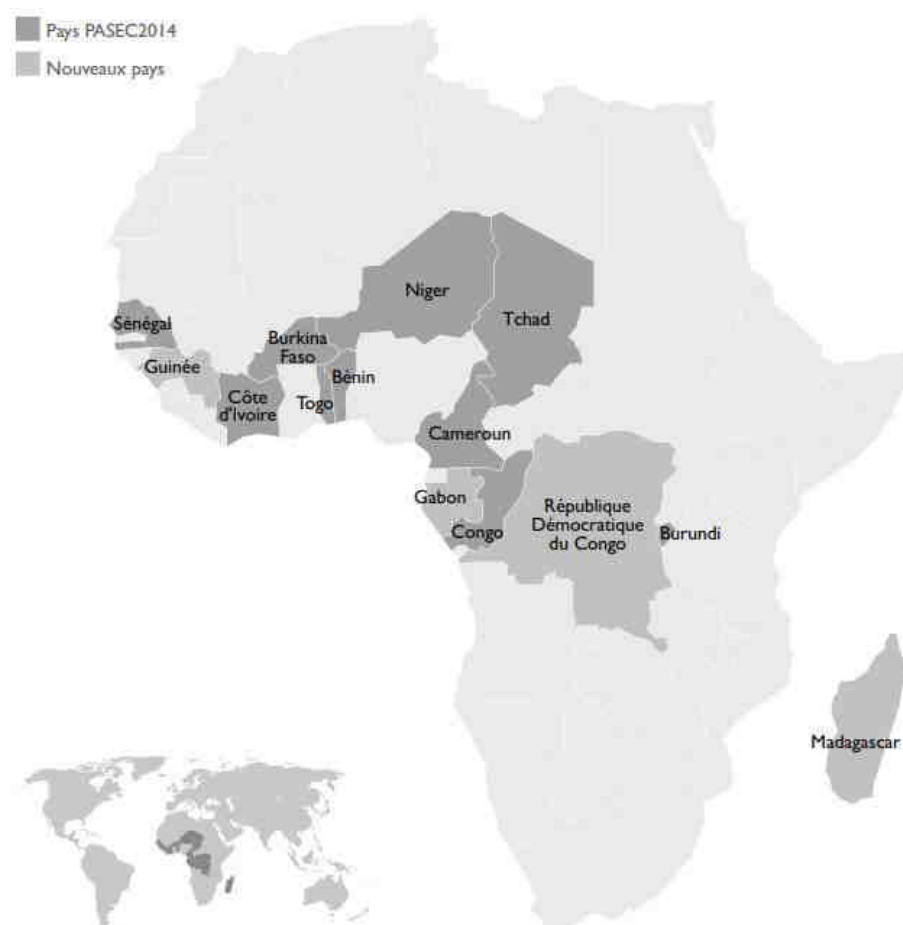 Pays PASEC2014
Nouveaux pays
Niger
Tchad
Sénégal
Burkina
Faso
Guinée
Bénin
Côte
d'Ivoire
Togo
Cameroun
Gabon
République
Démocratique
du Congo
Congo
Burundi
Madagascar